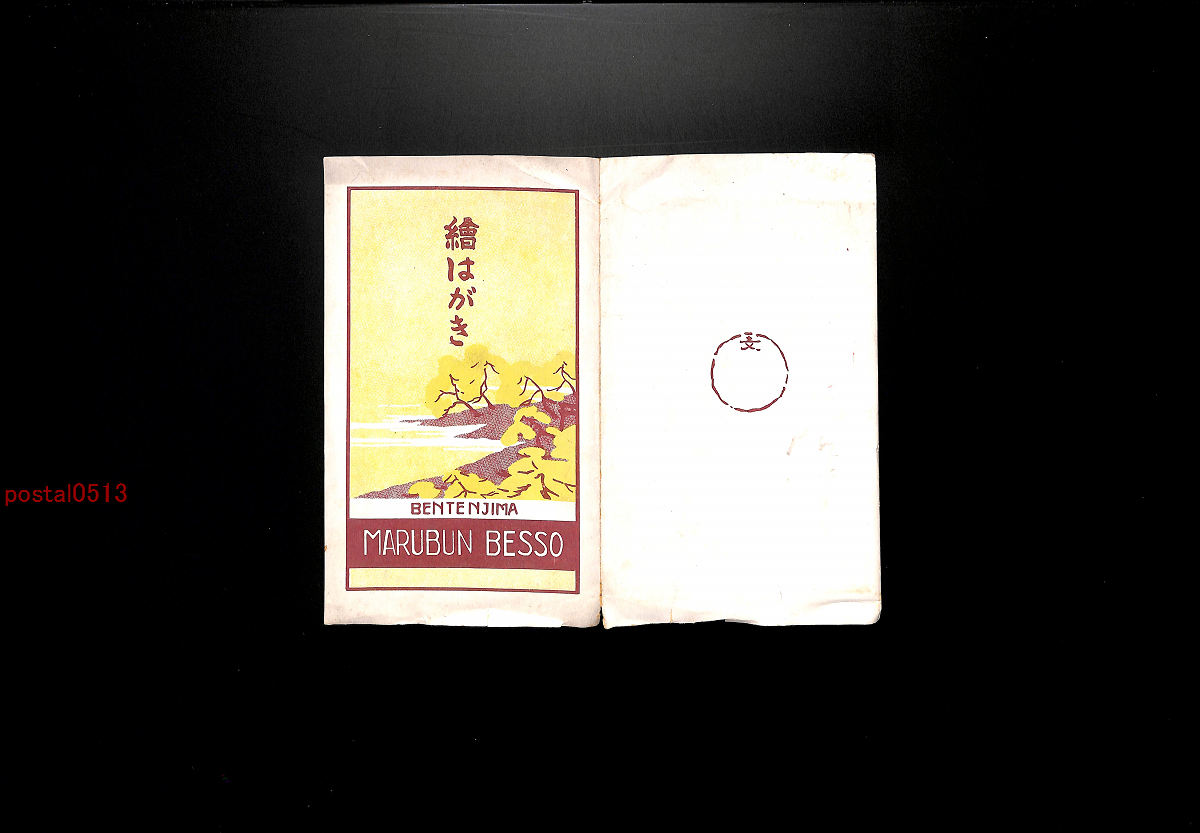 繪はがき
BENTENJIMA
MARUBUN BESSO
文
postal0513